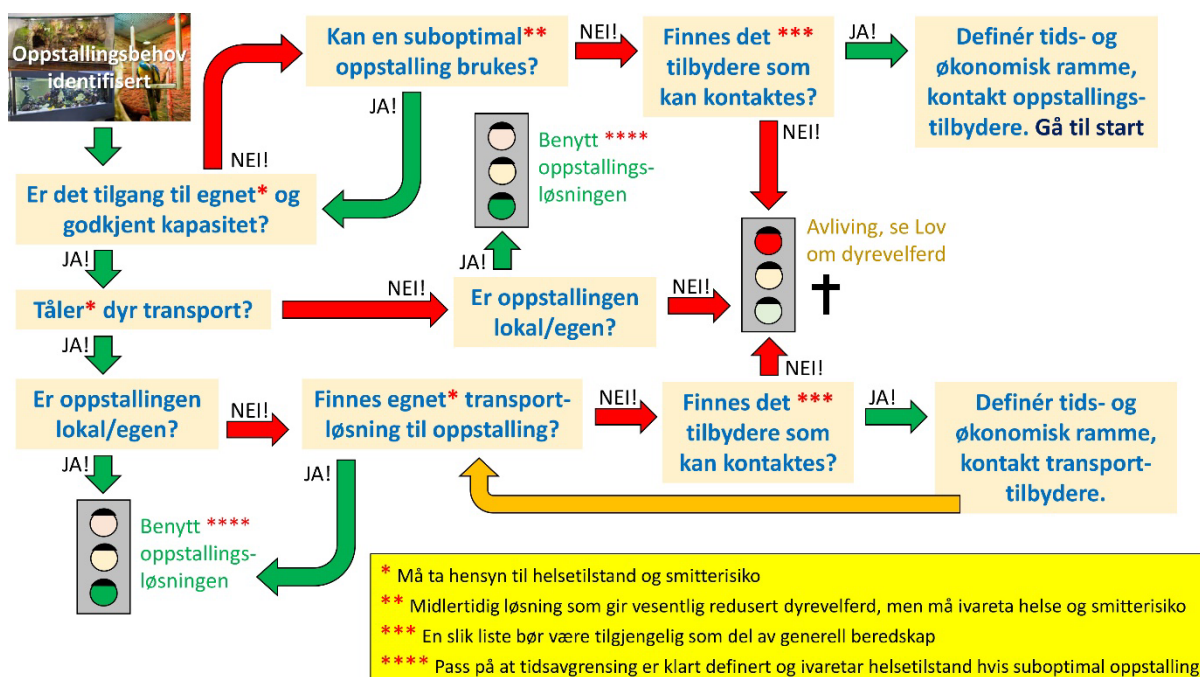 Oppstallingsbehov
identifisert
Kan en suboptimal**
oppstalling brukes?
NEI!
Finnes det ***
tilbydere som
kan kontaktes?
JA!
Definér tids- og
økonomisk ramme,
kontakt oppstallings-
tilbydere. Gå til start
JA!
NEI!
NEI!
Benytt ****
oppstallings-
løsningen
Er det tilgang til egnet* og
godkjent kapasitet?
Avliving, se Lov
om dyrevelferd
JA!
JA!
Tåler* dyr transport?
NEI!
Er oppstallingen
lokal/egen?
NEI!
JA!
NEI!
Er oppstallingen
lokal/egen?
NEI!
Finnes egnet* transport-
løsning til oppstalling?
NEI!
Finnes det ***
tilbydere som
kan kontaktes?
JA!
Definér tids- og
økonomisk ramme,
kontakt transport-
tilbydere.
JA!
JA!
Benytt ****
oppstallings-
løsningen
* Må ta hensyn til helsetilstand og smitterisiko
** Midlertidig løsning som gir vesentlig redusert dyrevelferd, men må ivareta helse og smitterisiko
*** En slik liste bør være tilgjengelig som del av generell beredskap
**** Pass på at tidsavgrensing er klart definert og ivaretar helsetilstand hvis suboptimal oppstalling